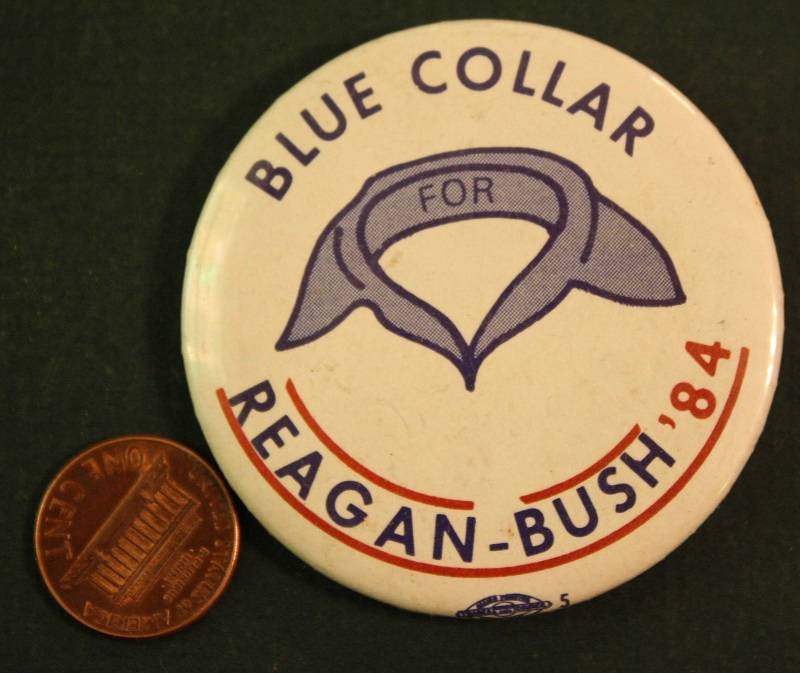 BLUE COLLAR
FOR
REAGAN-BUSH '84
5
ONE CENT